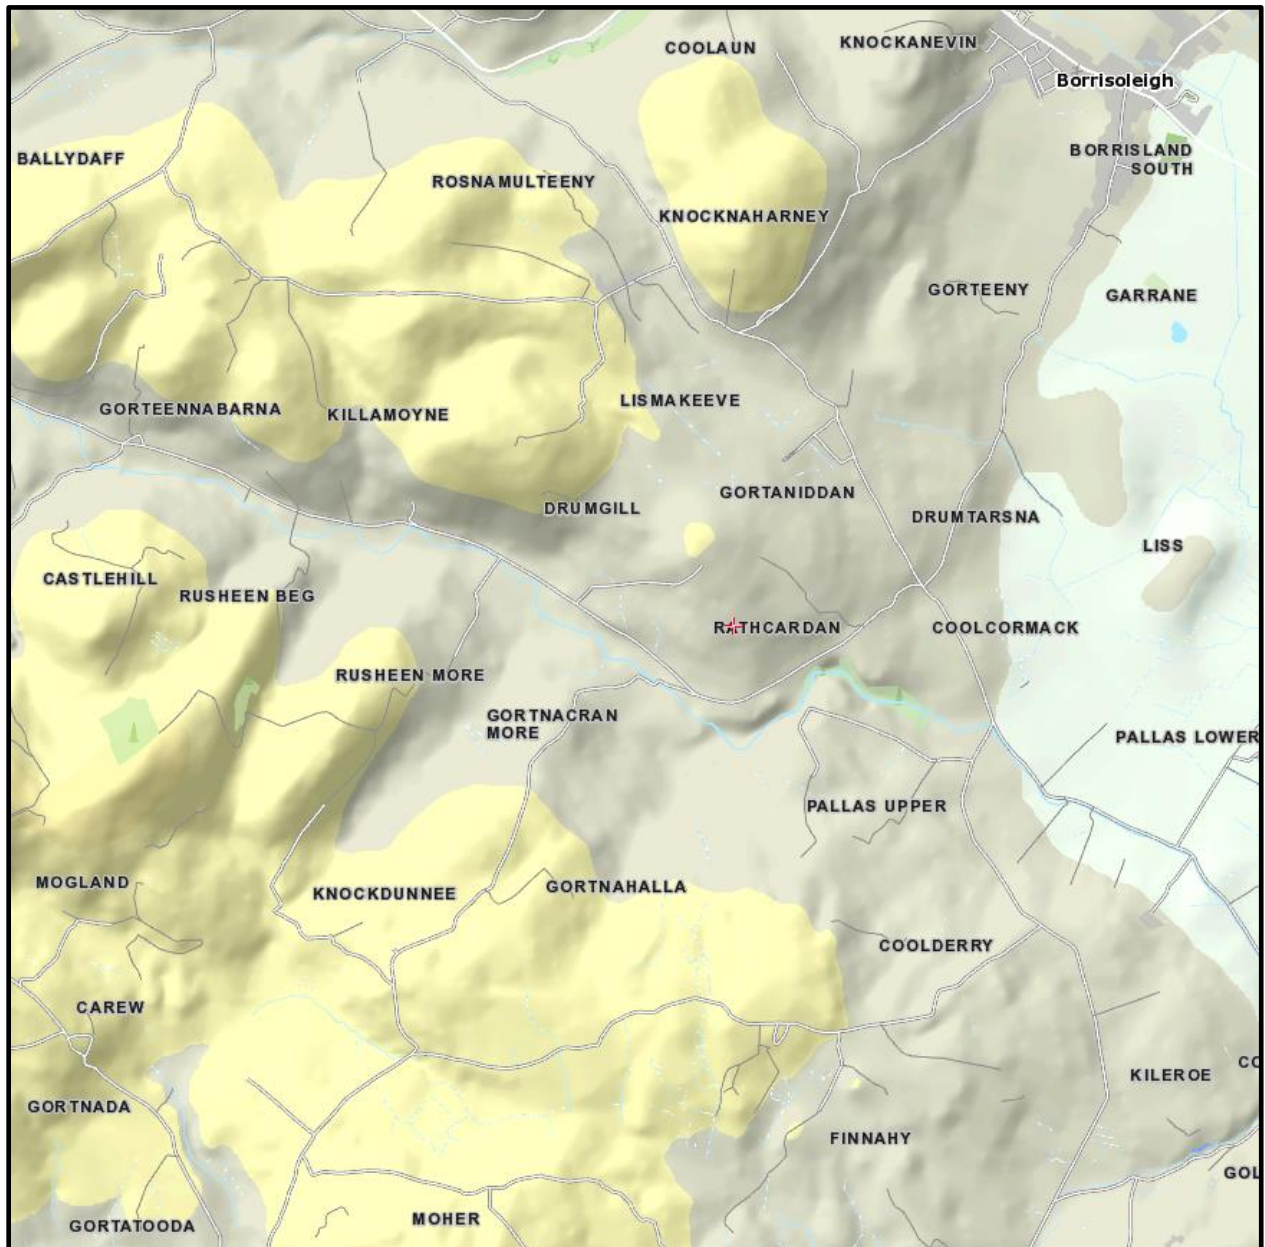 COOLAUN
KNOCKANEVIN
Borrisoleigh
BALLYDAFF
BORRISLAND
SOUTH
ROSNAMULTEENY
KNOCKNAHARNEY
GORTEENY
GARRANE
GORTEENNABARNA
KILLAMOYNE
LISMAKEEVE
GORTANIDDAN
DRUMGILL
DRUMTARSNA
LISS
CASTLEHILL
RUSHEEN BEG
RATHCARDAN
COOLCORMACK
RUSHEEN MORE
GORTNACRAN
MORE
PALLAS LOWER
PALLAS UPPER
MOGLAND
KNOCKDUNNEE
GORTNAHALLA
COOLDERRY
CAREW
CO
KILEROE
GORTNADA
FINNAHY
GOL
GORTATOODA
MOHER